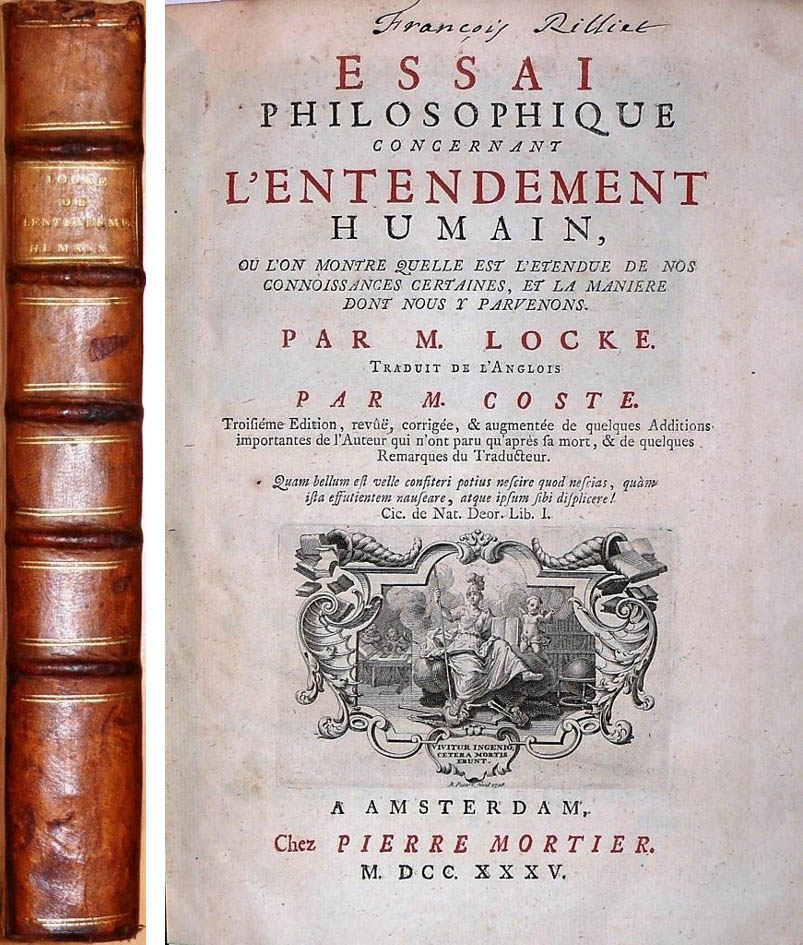 LOCKE
DE
LENTENDEME.
HUMAIN
François Rilliet
ESSAI
PHILOSOPHIQUE
CONCERNANT
L'ENTENDEMENT
HUMAIN,
OU L'ON MONTRE QUELLE EST L'ETENDUE DE NOS
CONNOISSANCES CERTAINES, ET LA MANIERE
DONT NOUS Y PARVENONS.
PAR M. LOCKE.
TRADUIT DE L'ANGLOIS
PAR M. COSTE.
Troisiéme Edition, revûë, corrigée, & augmentée de quelques Additions
importantes de l'Auteur qui n'ont paru qu'après ſa mort, & de quelques
Remarques du Traducteur.
Quam bellum eſt velle confiteri potius neſcire quod neſcias, quàm
iſta effutientem nauſeare, atque ipſum ſibi diſplicere!
Cic. de Nat. Deor. Lib. I.
VIVITUR INGENIO,
CETERA MORTIS
ERUNT.
A AMSTERDAM,
Chez PIERRE MORTIER.
M. DCC. XXXV.